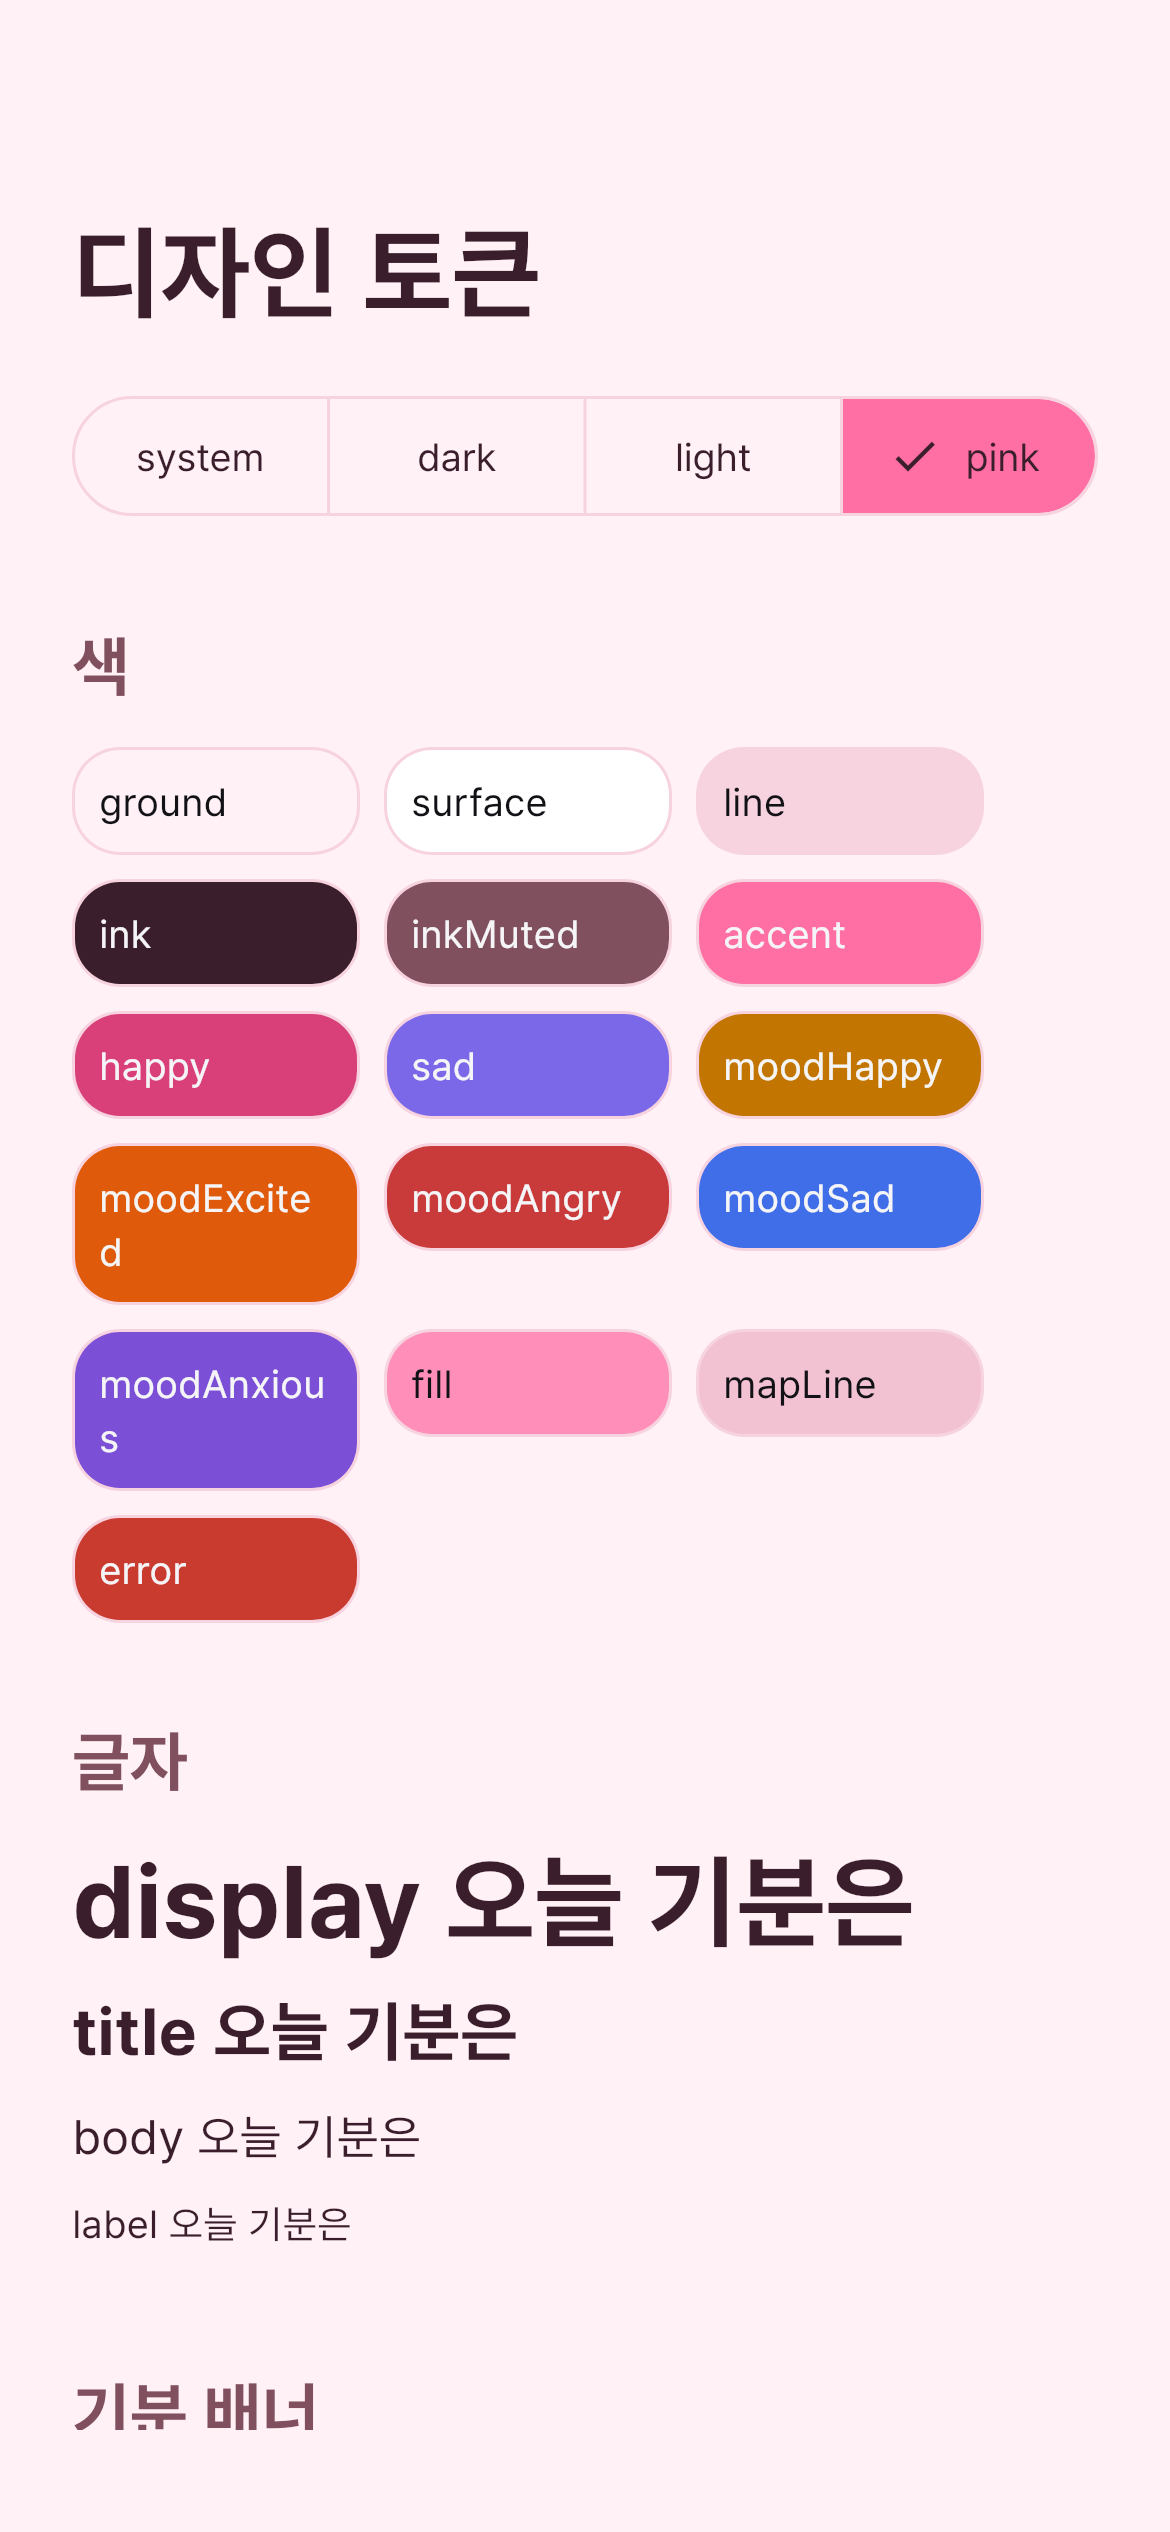 디자인 토큰
system dark light pink
색
ground surface line
ink inkMuted accent
happy sad moodHappy
moodExcite
d
moodAngry moodSad
moodAnxiou
s
fill mapLine
error
글자
display 오늘 기분은
title 오늘 기분은
body 오늘 기분은
label 오늘 기분은
기분 배너